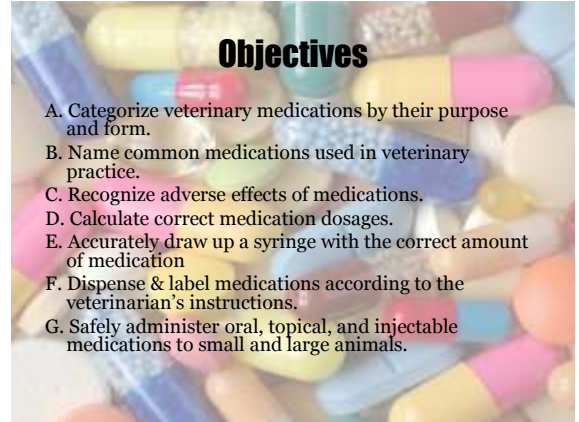 Objectives
A. Categorize veterinary medications by their purpose
and form.
B. Name common medications used in veterinary
practice.
C. Recognize adverse effects of medications.
D. Calculate correct medication dosages.
E. Accurately draw up a syringe with the correct amount
of medication
F. Dispense & label medications according to the
veterinarian’s instructions.
G. Safely administer oral, topical, and injectable
medications to small and large animals.